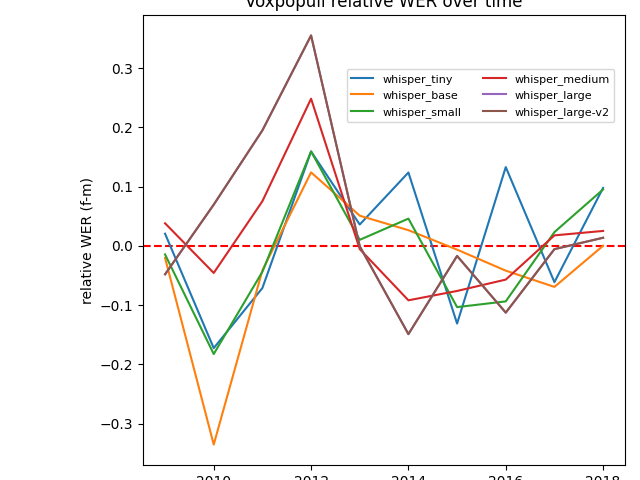 voxpopuli relative WER over time
0.3
0.2
0.1
0.0
−0.1
−0.2
−0.3
relative WER (f-m)
whisper_tiny
whisper_base
whisper_small
whisper_medium
whisper_large
whisper_large-v2
2010 2012 2014 2016 2018